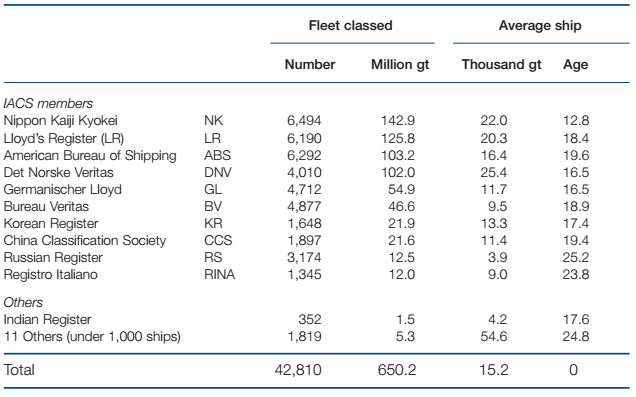 Fleet classed Average ship
Number Million gt Thousand gt Age
IACS members
Nippon Kaiji Kyokei NK 6,494 142.9 22.0 12.8
Lloyd's Register (LR) LR 6,190 125.8 20.3 18.4
American Bureau of Shipping ABS 6,292 103.2 16.4 19.6
Det Norske Veritas DNV 4,010 102.0 25.4 16.5
Germanischer Lloyd GL 4,712 54.9 11.7 16.5
Bureau Veritas BV 4,877 46.6 9.5 18.9
Korean Register KR 1,648 21.9 13.3 17.4
China Classification Society CCS 1,897 21.6 11.4 19.4
Russian Register RS 3,174 12.5 3.9 25.2
Registro Italiano RINA 1,345 12.0 9.0 23.8
Others
Indian Register 352 1.5 4.2 17.6
11 Others (under 1,000 ships) 1,819 5.3 54.6 24.8
Total 42,810 650.2 15.2 0